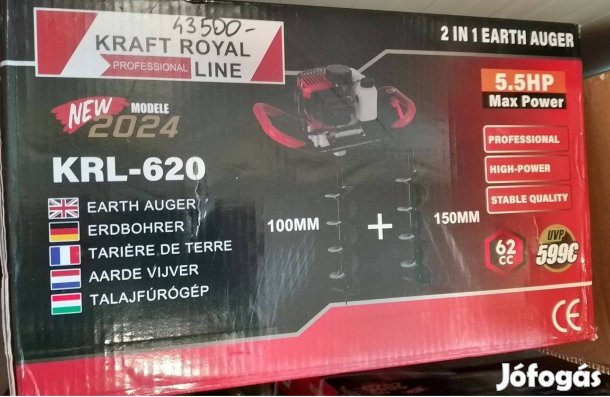 43500-
KRAFT ROYAL
PROFESSIONAL LINE
2 IN 1 EARTH AUGER
5.5HP
Max Power
NEW MODELE
2024
PROFESSIONAL
HIGH-POWER
STABLE QUALITY
KRL-620
EARTH AUGER
ERDBOHRER
TARIÈRE DE TERRE
AARDE VIJVER
TALAJFÚRÓGÉP
100MM + 150MM
62
CC
UVP
599€
CE
Jófogás